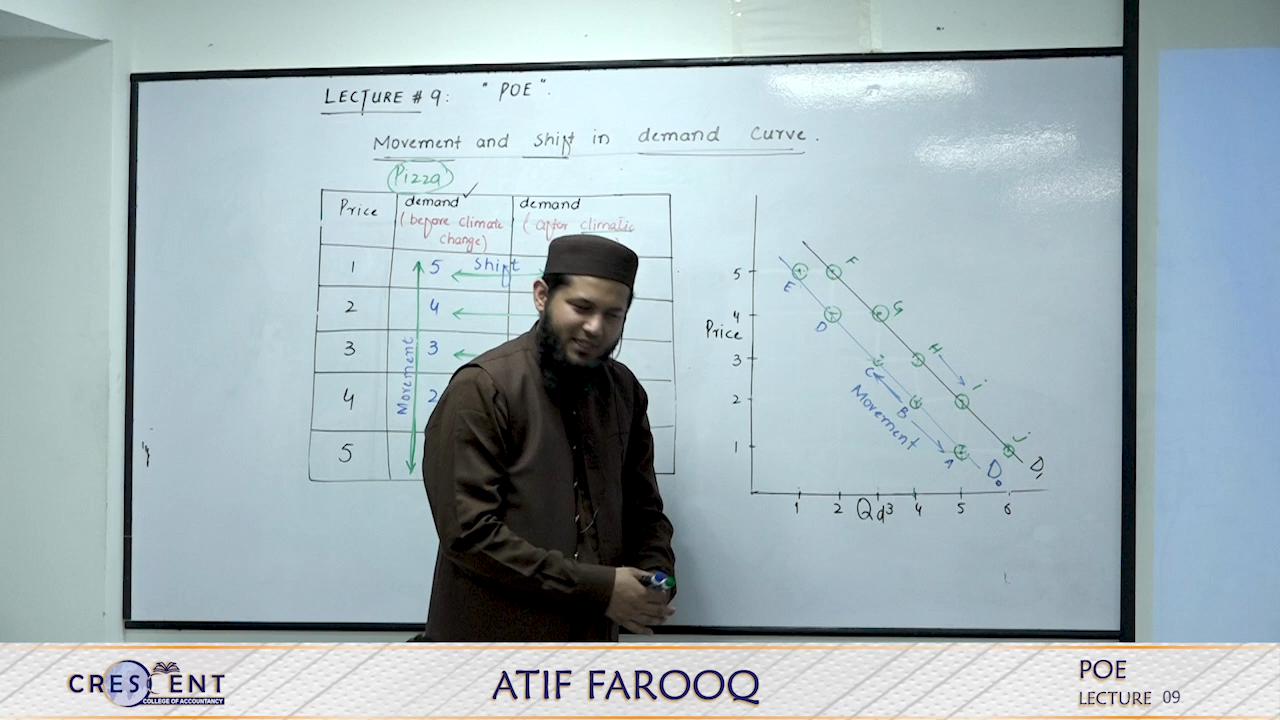 LECTURE # 9: "POE".
Movement and shift in demand curve.
Pizza
Price demand demand
(before climate change) (after climatic
1 5 Shift
2 4
3 3
4 2
5
Movement
5 E F
4 D G
Price
3 C H
2 B i
Movement
1 A J
D₀ D₁
1 2 Qd 3 4 5 6
CRESCENT
COLLEGE OF ACCOUNTANCY
ATIF FAROOQ
POE
LECTURE 09